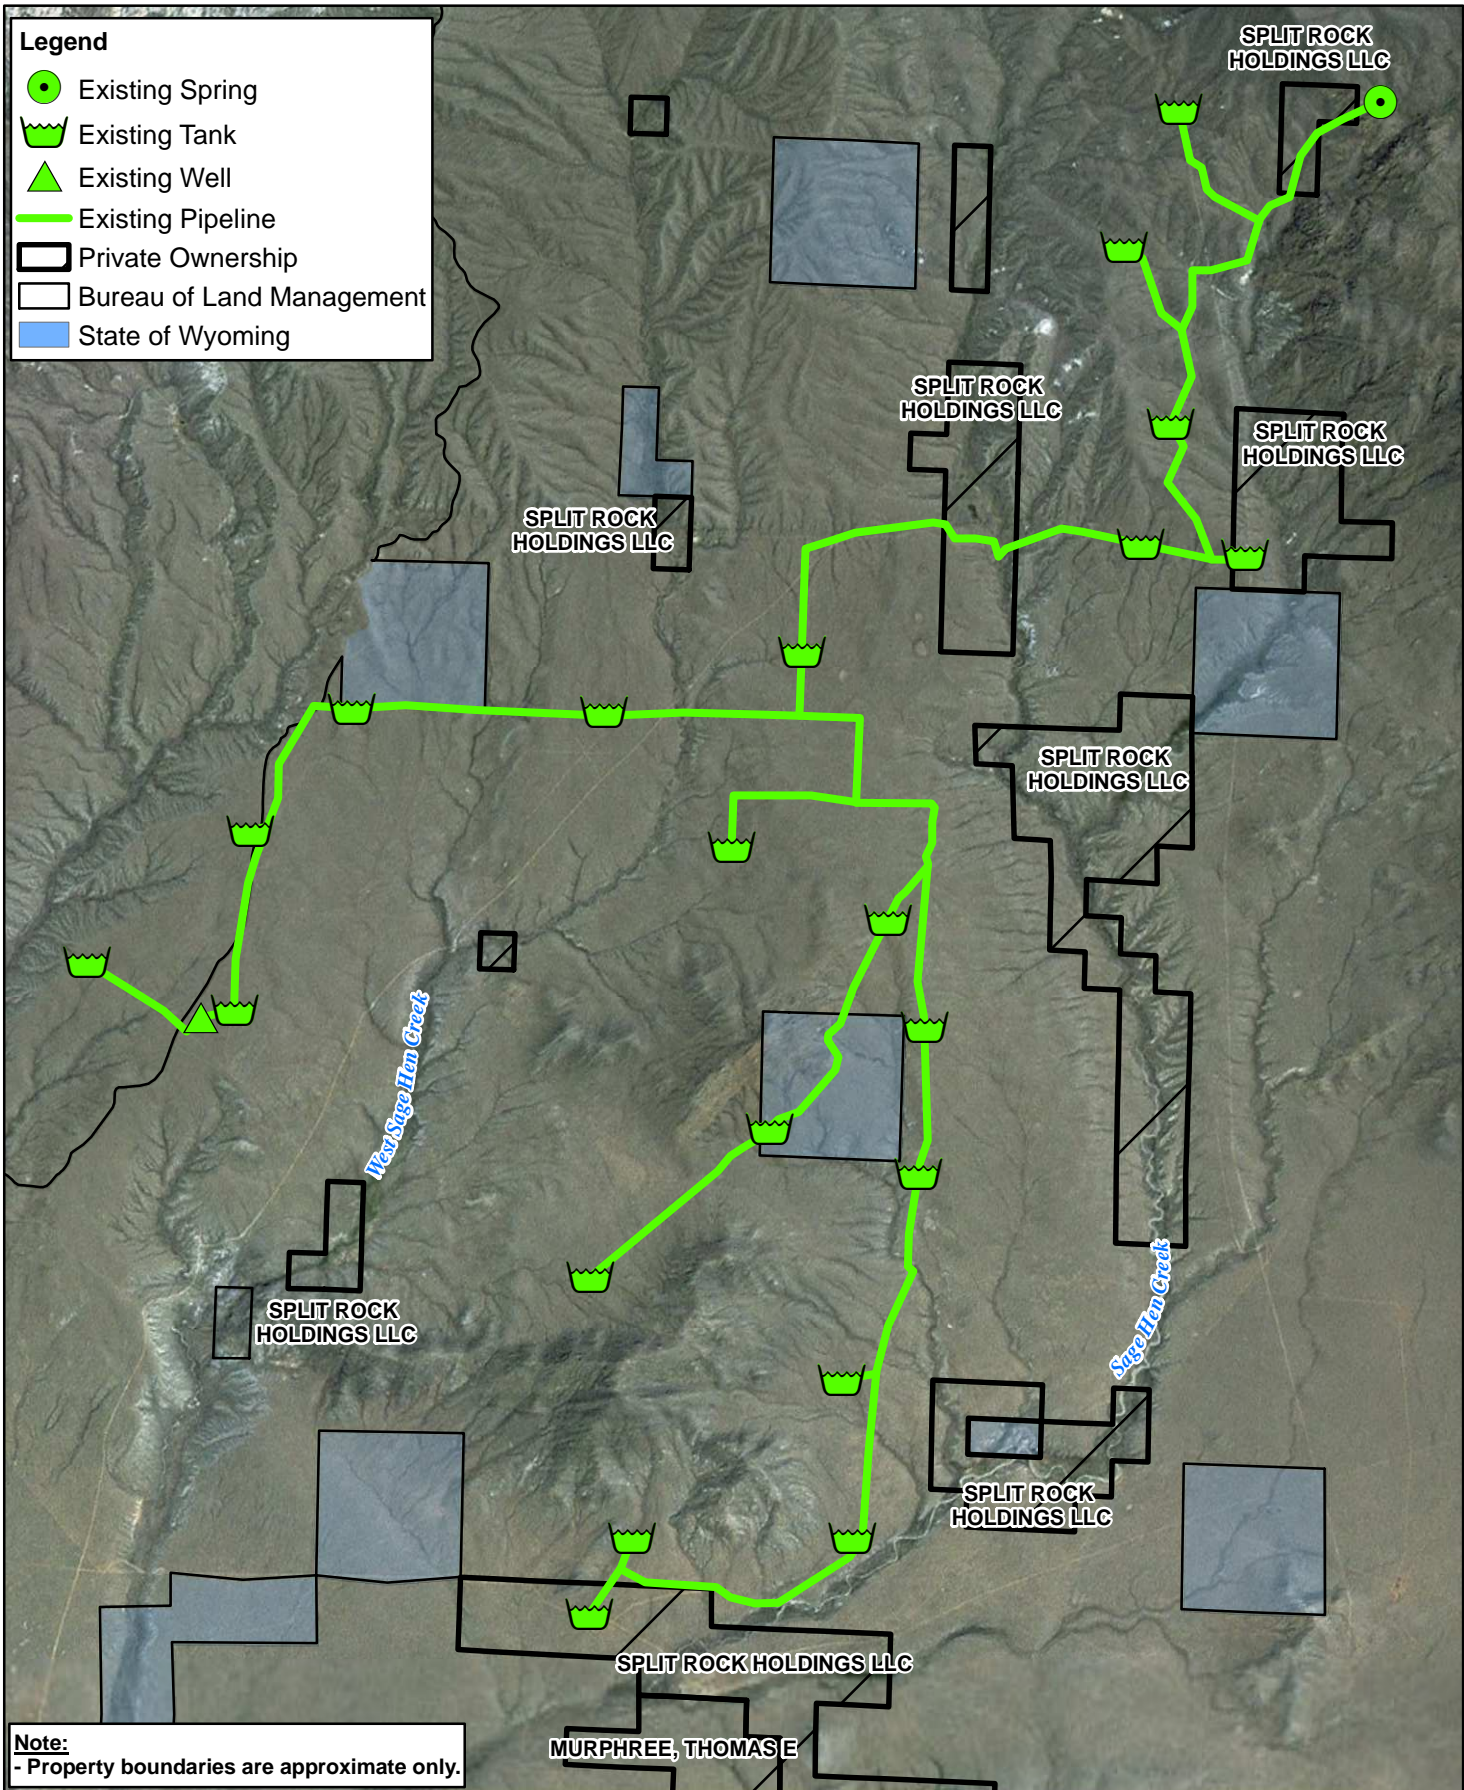 Legend
Existing Spring
Existing Tank
Existing Well
Existing Pipeline
Private Ownership
Bureau of Land Management
State of Wyoming
SPLIT ROCK
HOLDINGS LLC
SPLIT ROCK
HOLDINGS LLC
SPLIT ROCK
HOLDINGS LLC
SPLIT ROCK
HOLDINGS LLC
SPLIT ROCK
HOLDINGS LLC
West Sage Hen Creek
Sage Hen Creek
SPLIT ROCK
HOLDINGS LLC
SPLIT ROCK
HOLDINGS LLC
SPLIT ROCK HOLDINGS LLC
MURPHREE, THOMAS E
Note:
- Property boundaries are approximate only.